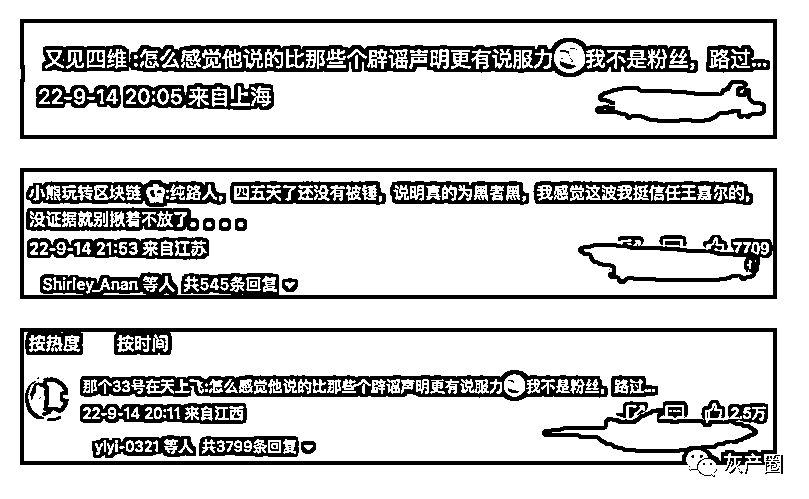 又见四维:怎么感觉他说的比那些个辟谣声明更有说服力 我不是粉丝，路过...
22-9-14 20:05 来自上海
小熊玩转区块链 :纯路人，四五天了还没有被锤，说明真的为黑者黑，我感觉这波我挺信任王嘉尔的，
没证据就别揪着不放了。。。。
22-9-14 21:53 来自江苏
7709
Shirley_Anan 等人 共545条回复
按热度 按时间
那个33号在天上飞:怎么感觉他说的比那些个辟谣声明更有说服力 我不是粉丝，路过...
22-9-14 20:11 来自江西
2.5万
yiyi-0321 等人 共3799条回复
灰产圈